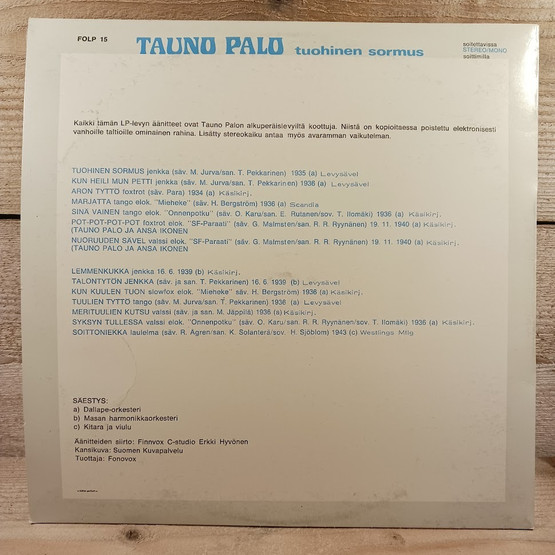 FOLP 15
TAUNO PALO tuohinen sormus
soitettavissa
STEREO/MONO
soittimilla
Kaikki tämän LP-levyn äänitteet ovat Tauno Palon alkuperäislevyiltä koottuja. Niistä on kopioitaessa poistettu elektronisesti
vanhoille taltioille ominainen rahina. Lisätty stereokaiku antaa myös avaramman vaikutelman.
TUOHINEN SORMUS jenkka (säv. M. Jurva/san. T. Pekkarinen) 1935 (a) Levysävel
KUN HEILI MUN PETTI jenkka (säv. M. Jurva/san. T. Pekkarinen) 1936 (a) Levysävel
ARON TYTTÖ foxtrot (säv. Para) 1934 (a) Käsikirj.
MARJATTA tango elok. "Mieheke" (säv. H. Bergström) 1936 (a) Scandia
SINÄ VAINEN tango elok. "Onnenpotku" (säv. O. Karu/san. E. Rutanen/sov. T. Ilomäki) 1936 (a) Käsikirj.
POT-POT-POT-POT foxtrot elok. "SF-Paraati" (säv. G. Malmsten/san. R. R. Ryynänen) 19. 11. 1940 (a) Käsikirj.
(TAUNO PALO JA ANSA IKONEN
NUORUUDEN SÄVEL valssi elok. "SF-Paraati" (säv. G. Malmsten/san. R. R. Ryynänen) 19. 11. 1940 (a) Käsikirj.
(TAUNO PALO JA ANSA IKONEN
LEMMENKUKKA jenkka 16. 6. 1939 (b) Käsikirj.
TALONTYTÖN JENKKA (säv. ja san T. Pekkarinen) 16. 6. 1939 (b) Levysävel
KUN KUULEN TUON slowfox elok. "Mieheke" säv. H. Bergström) 1936 (a) Käsikirj.
TUULIEN TYTTÖ tango (säv. M. Jurva/san. T. Pekkarinen) 1936 (a) Levysävel
MERITUULIEN KUTSU valssi (säv. ja san. M. Jäppilä) 1936 (a) Käsikirj.
SYKSYN TULLESSA valssi elok. "Onnenpotku" (säv. O. Karu/san. R. R. Ryynänen/sov. T. Ilomäki) 1936 (a) Käsikirj.
SOITTONIEKKA laulelma (säv. R. Ågren/san. K. Solanterä/sov. H. Sjöblom) 1943 (c) Westlings Mfg
SÄESTYS:
a) Dallape-orkesteri
b) Masan harmonikkaorkesteri
c) Kitara ja viulu
Äänitteiden siirto: Finnvox C-studio Erkki Hyvönen
Kansikuva: Suomen Kuvapalvelu
Tuottaja: Fonovox